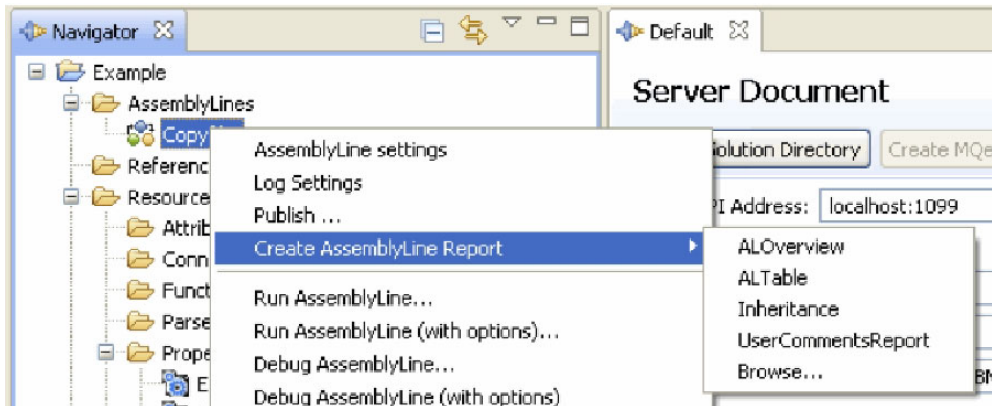 Navigator
Example
AssemblyLines
Copy
Referenc
Resource
Attrib
Conn
Funct
Parse
Prope
E
AssemblyLine settings
Log Settings
Publish ...
Create AssemblyLine Report
Run AssemblyLine...
Run AssemblyLine (with options)...
Debug AssemblyLine...
Debug AssemblyLine (with options)
ALOverview
ALTable
Inheritance
UserCommentsReport
Browse...
Default
Server Document
olution Directory
Create MQe
PI Address: localhost:1099